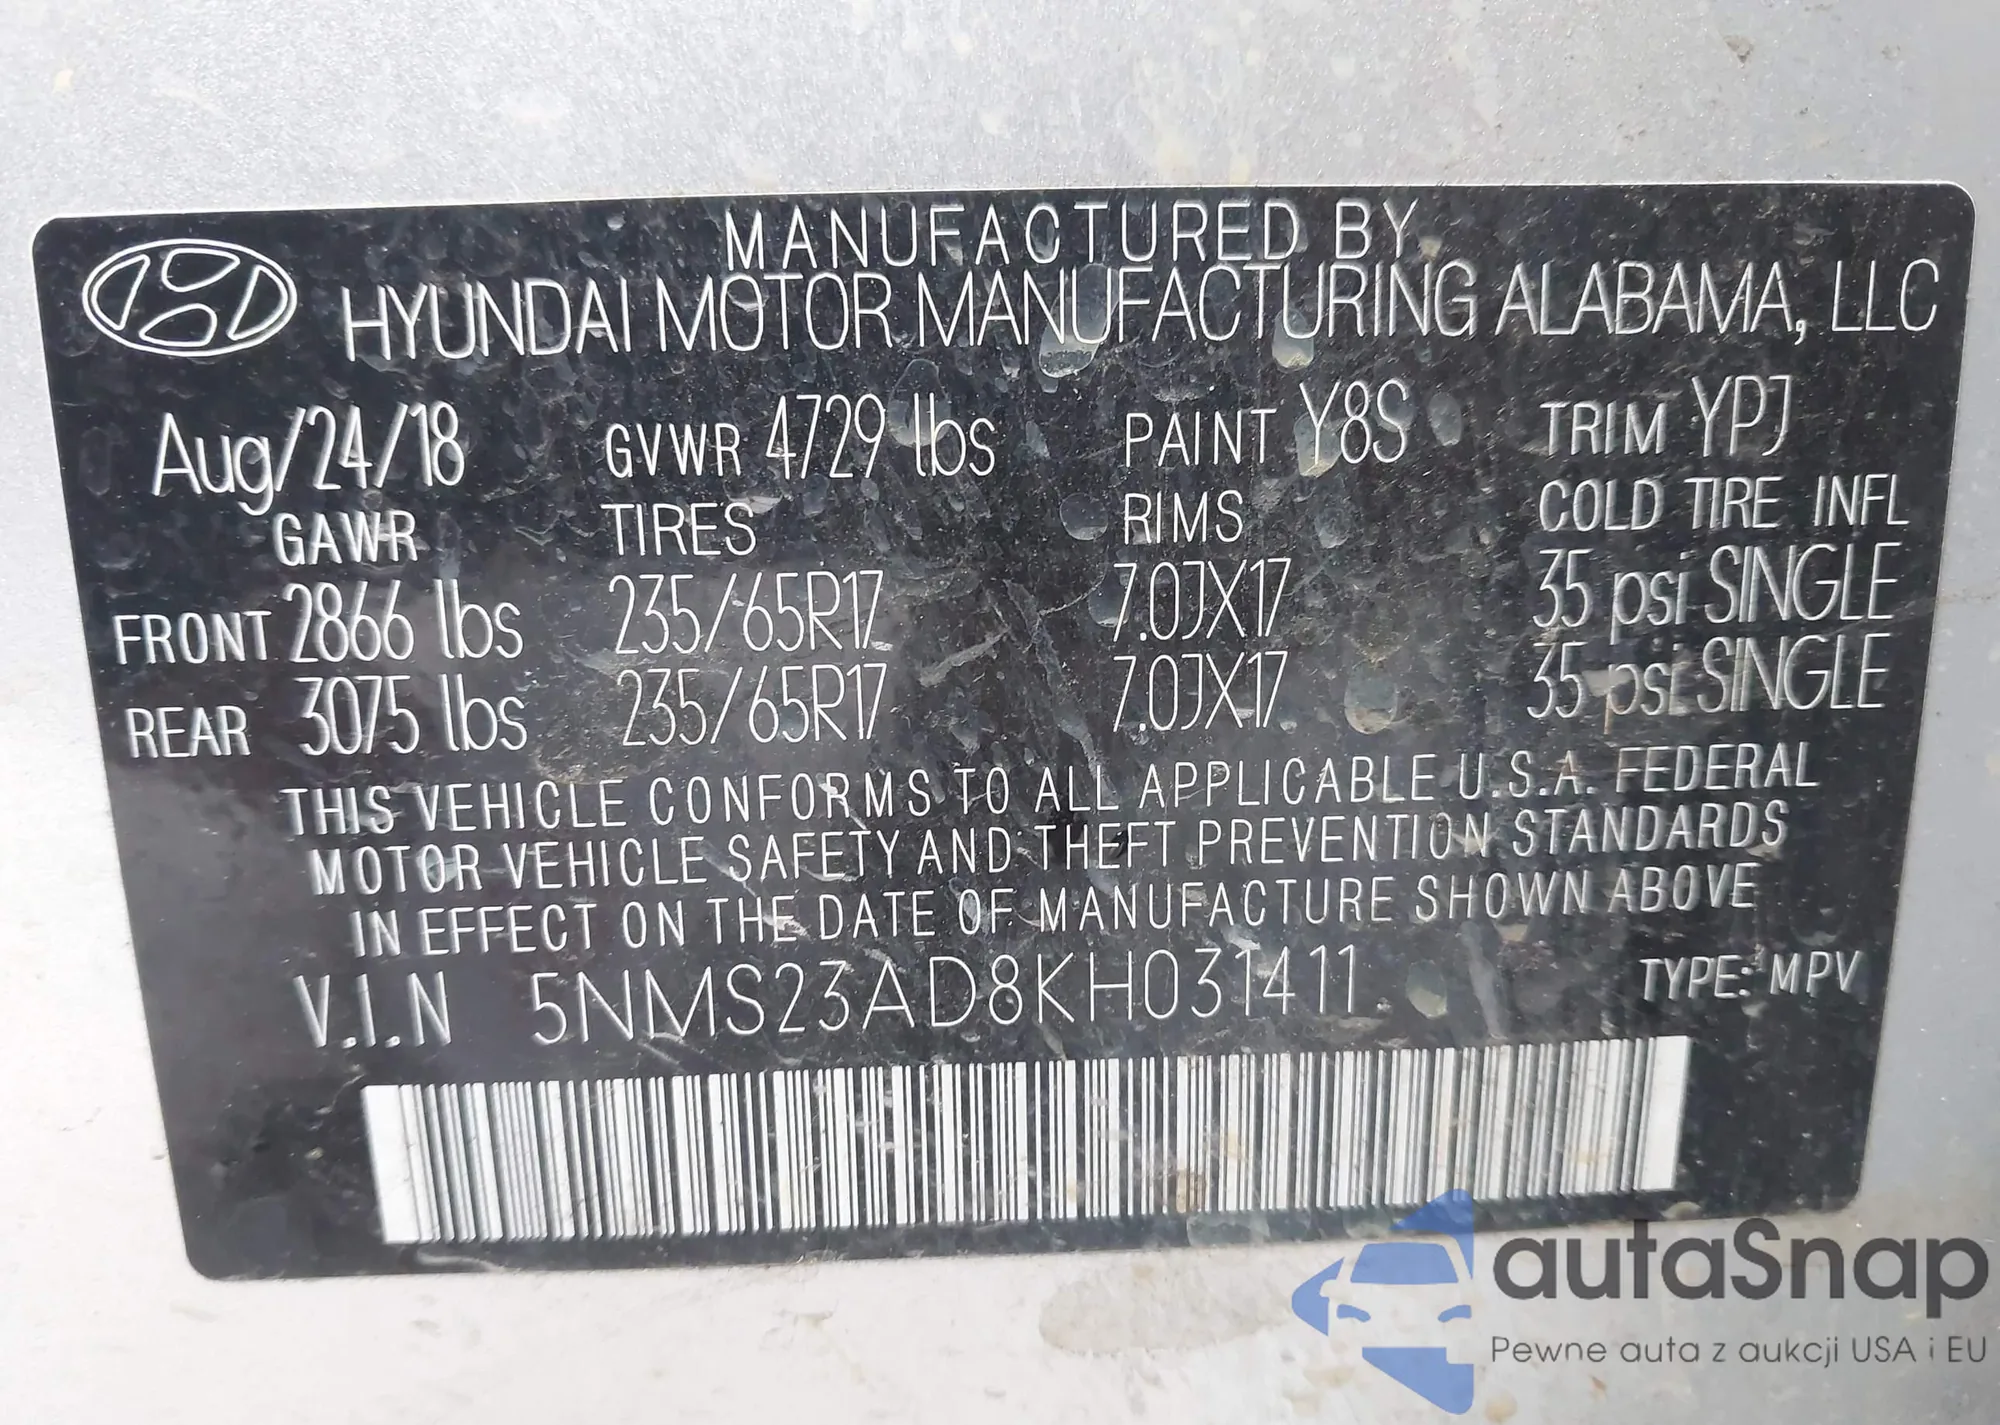 MANUFACTURED BY
HYUNDAI MOTOR MANUFACTURING ALABAMA, LLC
Aug/24/18 GVWR 4729 lbs PAINT Y8S TRIM YPJ
GAWR TIRES RIMS COLD TIRE INFL
FRONT 2866 lbs 235/65R17 7.0JX17 35 psi SINGLE
REAR 3075 lbs 235/65R17 7.0JX17 35 psi SINGLE
THIS VEHICLE CONFORMS TO ALL APPLICABLE U.S.A. FEDERAL
MOTOR VEHICLE SAFETY AND THEFT PREVENTION STANDARDS
IN EFFECT ON THE DATE OF MANUFACTURE SHOWN ABOVE
V.I.N 5NMS23AD8KH031411 TYPE: MPV
autaSnap
Pewne auta z aukcji USA i EU